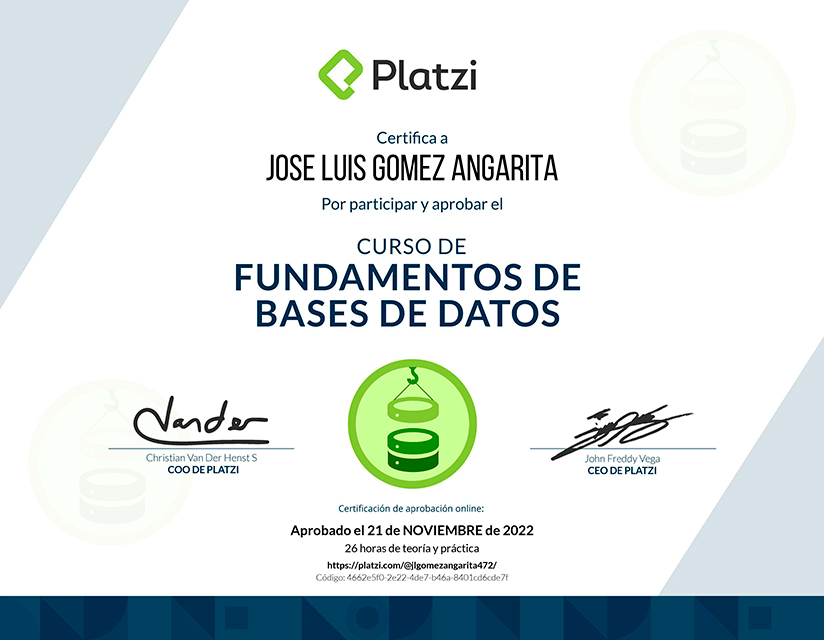 Platzi
Certifica a
JOSE LUIS GOMEZ ANGARITA
Por participar y aprobar el
CURSO DE
FUNDAMENTOS DE
BASES DE DATOS
Vander
Christian Van Der Henst S
COO DE PLATZI
John Freddy Vega
CEO DE PLATZI
Certificación de aprobación online:
Aprobado el 21 de NOVIEMBRE de 2022
26 horas de teoría y práctica
https://platzi.com/@jlgomezangarita472/
Código: 4662e5f0-2e22-4de7-b46a-8401cd6cde7f